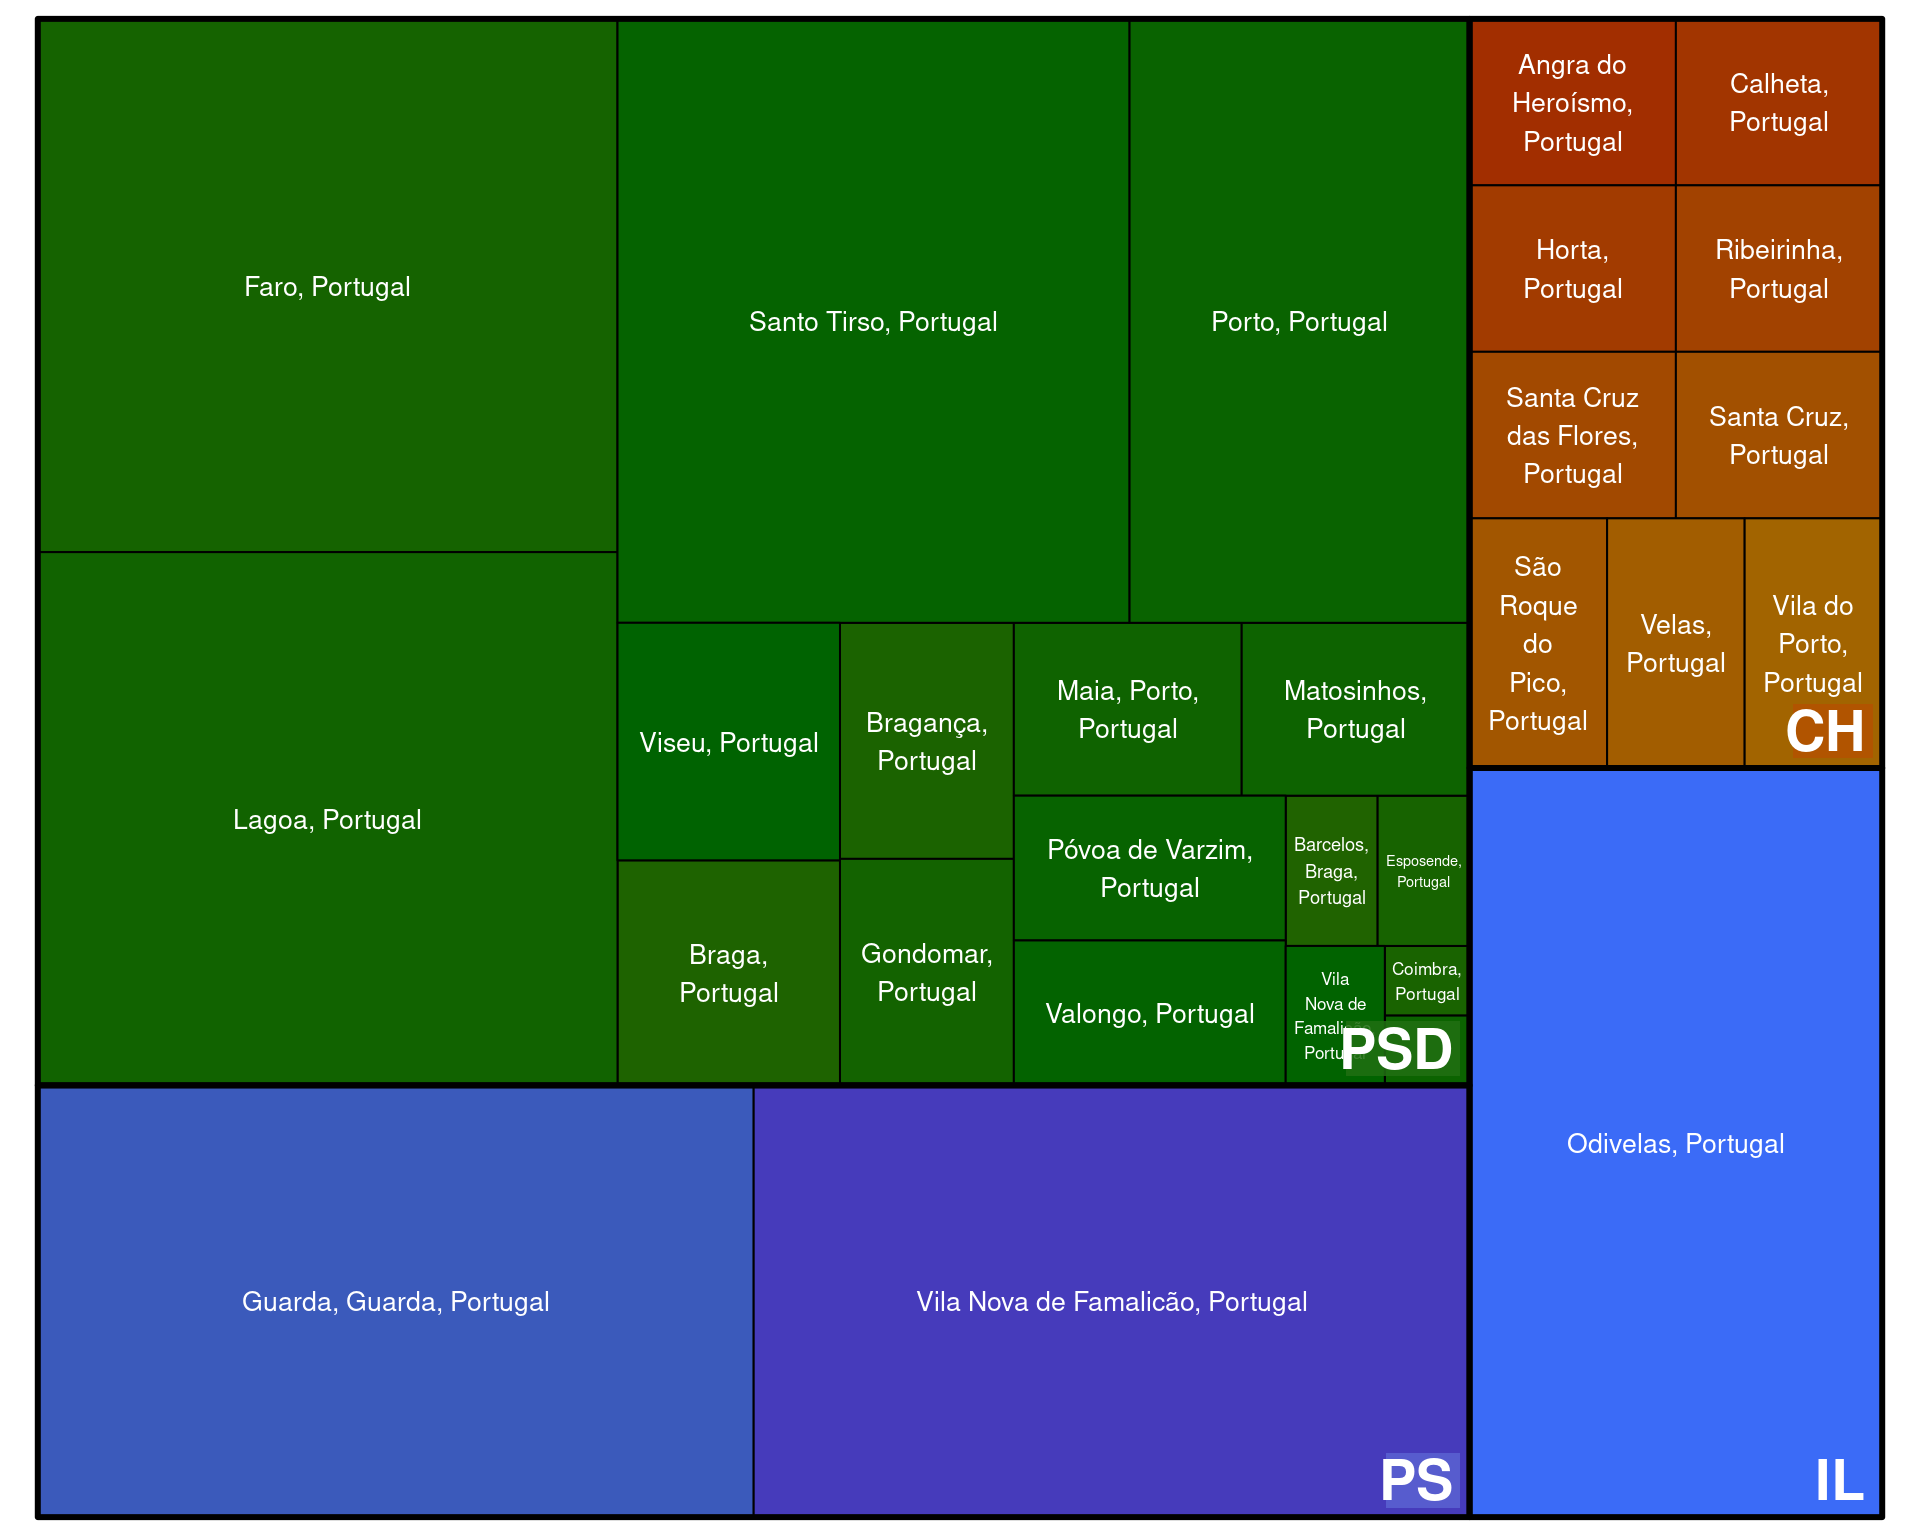 Faro, Portugal
Lagoa, Portugal
Santo Tirso, Portugal
Porto, Portugal
Viseu, Portugal
Braga,
Portugal
Bragança,
Portugal
Gondomar,
Portugal
Maia, Porto,
Portugal
Matosinhos,
Portugal
Póvoa de Varzim,
Portugal
Valongo, Portugal
Barcelos,
Braga,
Portugal
Esposende,
Portugal
Vila
Nova de
Coimbra,
Portugal
PSD
Guarda, Guarda, Portugal
Vila Nova de Famalicão, Portugal
PS
Angra do
Heroísmo,
Portugal
Calheta,
Portugal
Horta,
Portugal
Ribeirinha,
Portugal
Santa Cruz
das Flores,
Portugal
Santa Cruz,
Portugal
São
Roque
do
Pico,
Portugal
Velas,
Portugal
Vila do
Porto,
Portugal
CH
Odivelas, Portugal
IL